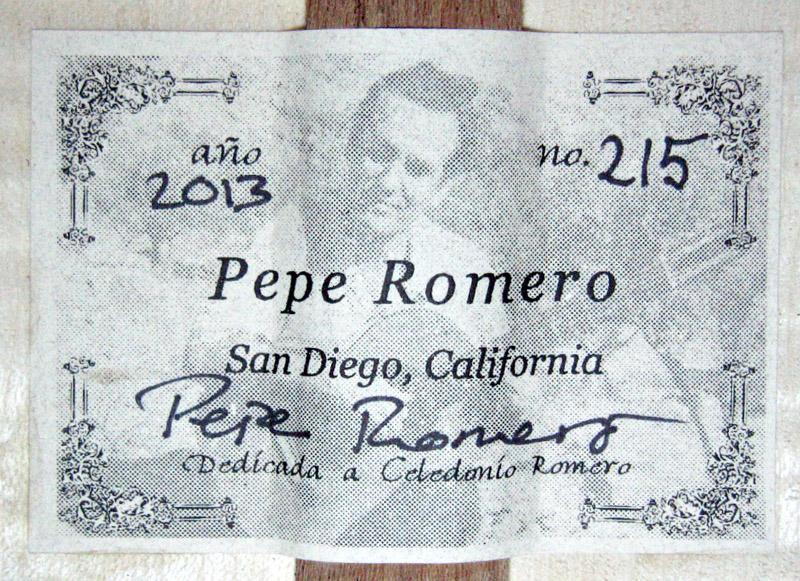 año no. 215
2013
Pepe Romero
San Diego, California
Pepe Romero
Dedicada a Celedonio Romero